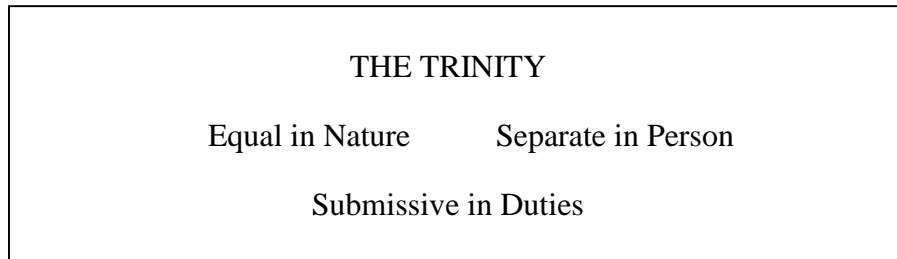 THE TRINITY
Equal in Nature Separate in Person
Submissive in Duties